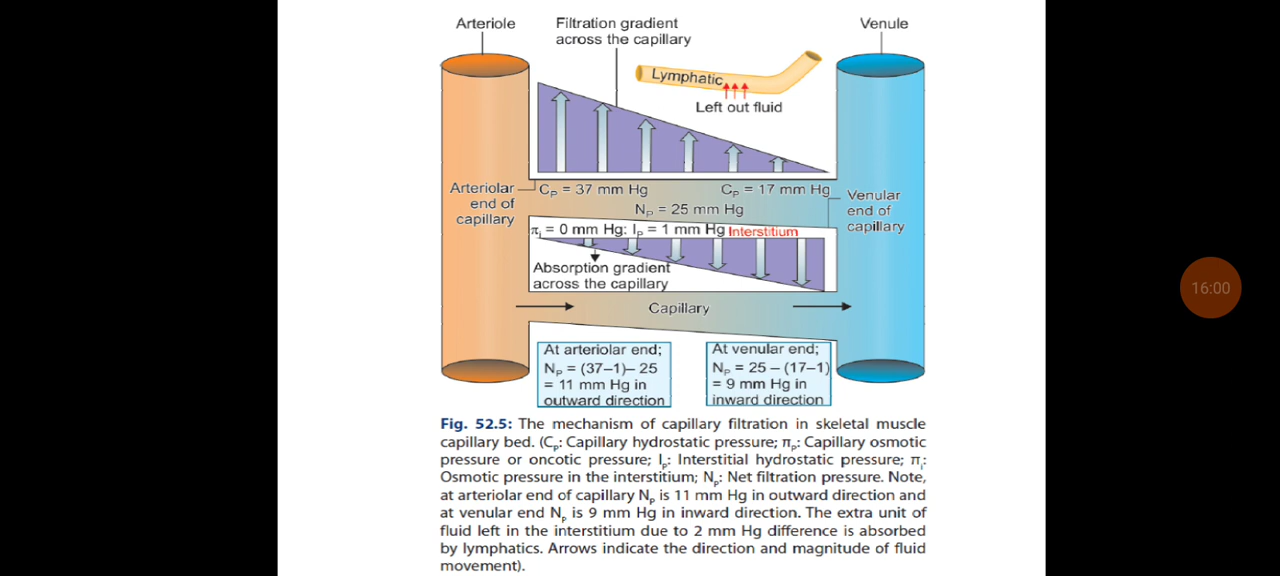 Arteriole
Filtration gradient
across the capillary
Venule
Lymphatic
Left out fluid
Arteriolar
end of
capillary
Cₚ = 37 mm Hg
Cₚ = 17 mm Hg
Nₚ = 25 mm Hg
Venular
end of
capillary
πᵢ = 0 mm Hg: Iₚ = 1 mm Hg Interstitium
Absorption gradient
across the capillary
Capillary
At arteriolar end;
Nₚ = (37–1)– 25
= 11 mm Hg in
outward direction
At venular end;
Nₚ = 25 – (17–1)
= 9 mm Hg in
inward direction
16:00
Fig. 52.5: The mechanism of capillary filtration in skeletal muscle
capillary bed. (Cₚ: Capillary hydrostatic pressure; πₚ: Capillary osmotic
pressure or oncotic pressure; Iₚ: Interstitial hydrostatic pressure; πᵢ:
Osmotic pressure in the interstitium; Nₚ: Net filtration pressure. Note,
at arteriolar end of capillary Nₚ is 11 mm Hg in outward direction and
at venular end Nₚ is 9 mm Hg in inward direction. The extra unit of
fluid left in the interstitium due to 2 mm Hg difference is absorbed
by lymphatics. Arrows indicate the direction and magnitude of fluid
movement).